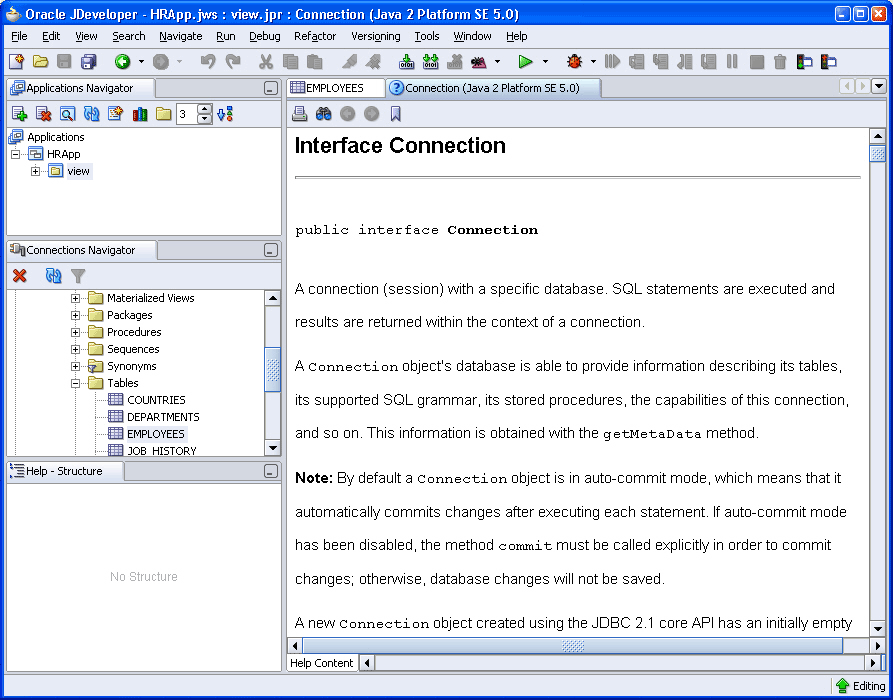 Oracle JDeveloper - HRApp.jws : view.jpr : Connection (Java 2 Platform SE 5.0)
File Edit View Search Navigate Run Debug Refactor Versioning Tools Window Help
Applications Navigator
EMPLOYEES
Connection (Java 2 Platform SE 5.0)
3
Applications
HRApp
view
Connections Navigator
Materialized Views
Packages
Procedures
Sequences
Synonyms
Tables
COUNTRIES
DEPARTMENTS
EMPLOYEES
JOB_HISTORY
Help - Structure
No Structure
Interface Connection
public interface Connection
A connection (session) with a specific database. SQL statements are executed and
results are returned within the context of a connection.
A Connection object's database is able to provide information describing its tables,
its supported SQL grammar, its stored procedures, the capabilities of this connection,
and so on. This information is obtained with the getMetaData method.
Note: By default a Connection object is in auto-commit mode, which means that it
automatically commits changes after executing each statement. If auto-commit mode
has been disabled, the method commit must be called explicitly in order to commit
changes; otherwise, database changes will not be saved.
A new Connection object created using the JDBC 2.1 core API has an initially empty
Help Content
Editing